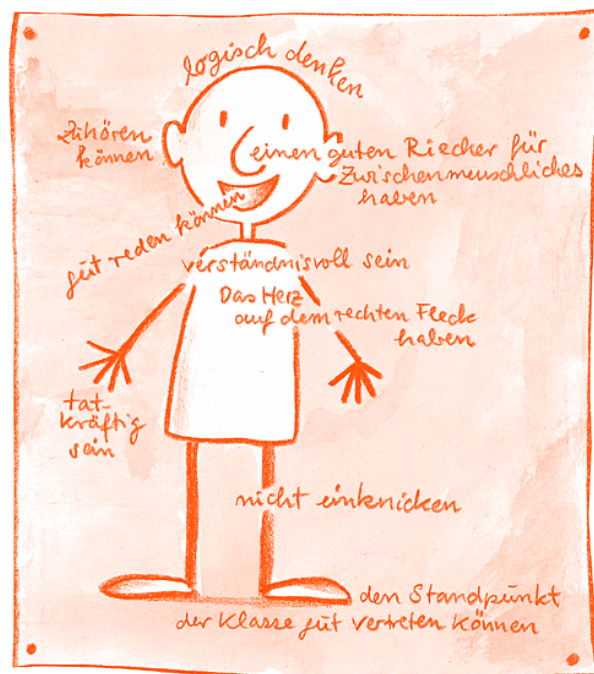 logisch denken
zuhören
können
einen guten Riecher für
Zwischenmenschliches
haben
gut reden können
verständnisvoll sein
Das Herz
auf dem rechten Fleck
haben
tat-
kräftig
sein
nicht einknicken
den Standpunkt
der Klasse gut vertreten können